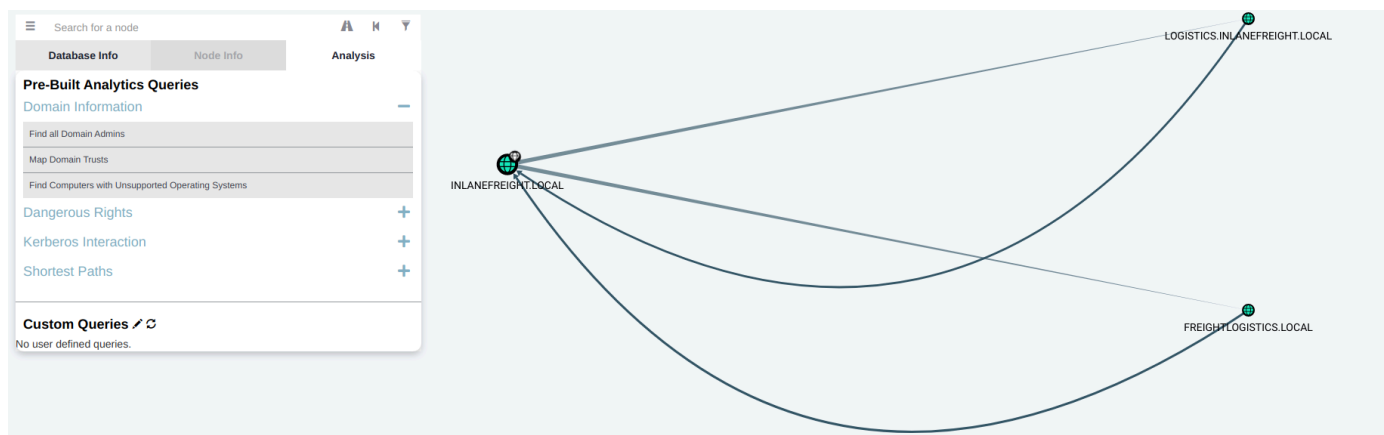 Search for a node
Database Info
Node Info
Analysis
Pre-Built Analytics Queries
Domain Information
Find all Domain Admins
Map Domain Trusts
Find Computers with Unsupported Operating Systems
Dangerous Rights
Kerberos Interaction
Shortest Paths
Custom Queries
No user defined queries.
LOGISTICS.INLANEFREIGHT.LOCAL
INLANEFREIGHT.LOCAL
FREIGHTLOGISTICS.LOCAL